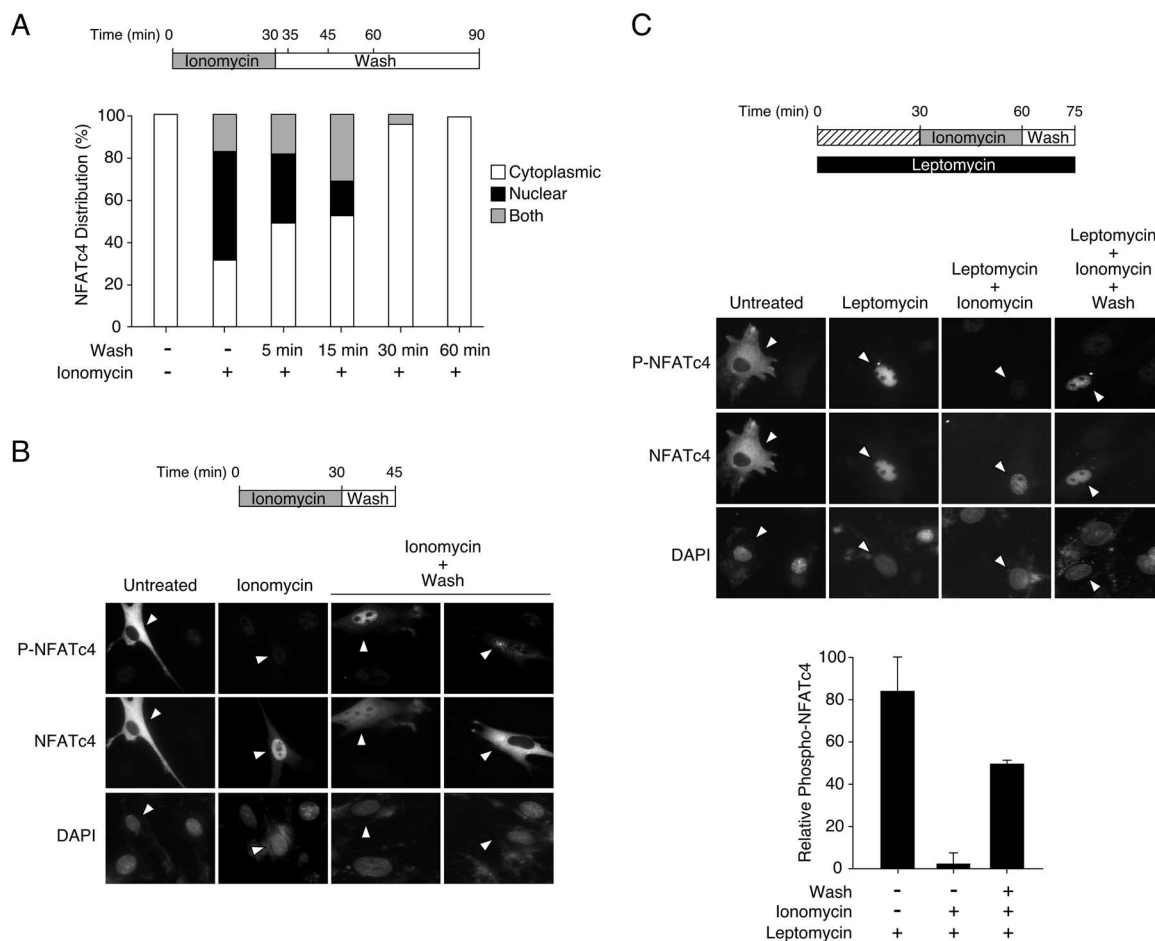 A
Time (min) 0 30 35 45 60 90
Ionomycin Wash
NFATc4 Distribution (%)
100
80
60
40
20
0
Cytoplasmic
Nuclear
Both
Wash - - 5 min 15 min 30 min 60 min
Ionomycin - + + + + +
B
Time (min) 0 30 45
Ionomycin Wash
Untreated Ionomycin
Ionomycin
+
Wash
P-NFATc4
NFATc4
DAPI
C
Time (min) 0 30 60 75
Ionomycin Wash
Leptomycin
Untreated
Leptomycin
Leptomycin
+
Ionomycin
Leptomycin
+
Ionomycin
+
Wash
P-NFATc4
NFATc4
DAPI
Relative Phospho-NFATc4
100
80
60
40
20
0
Wash - - +
Ionomycin - + +
Leptomycin + + +